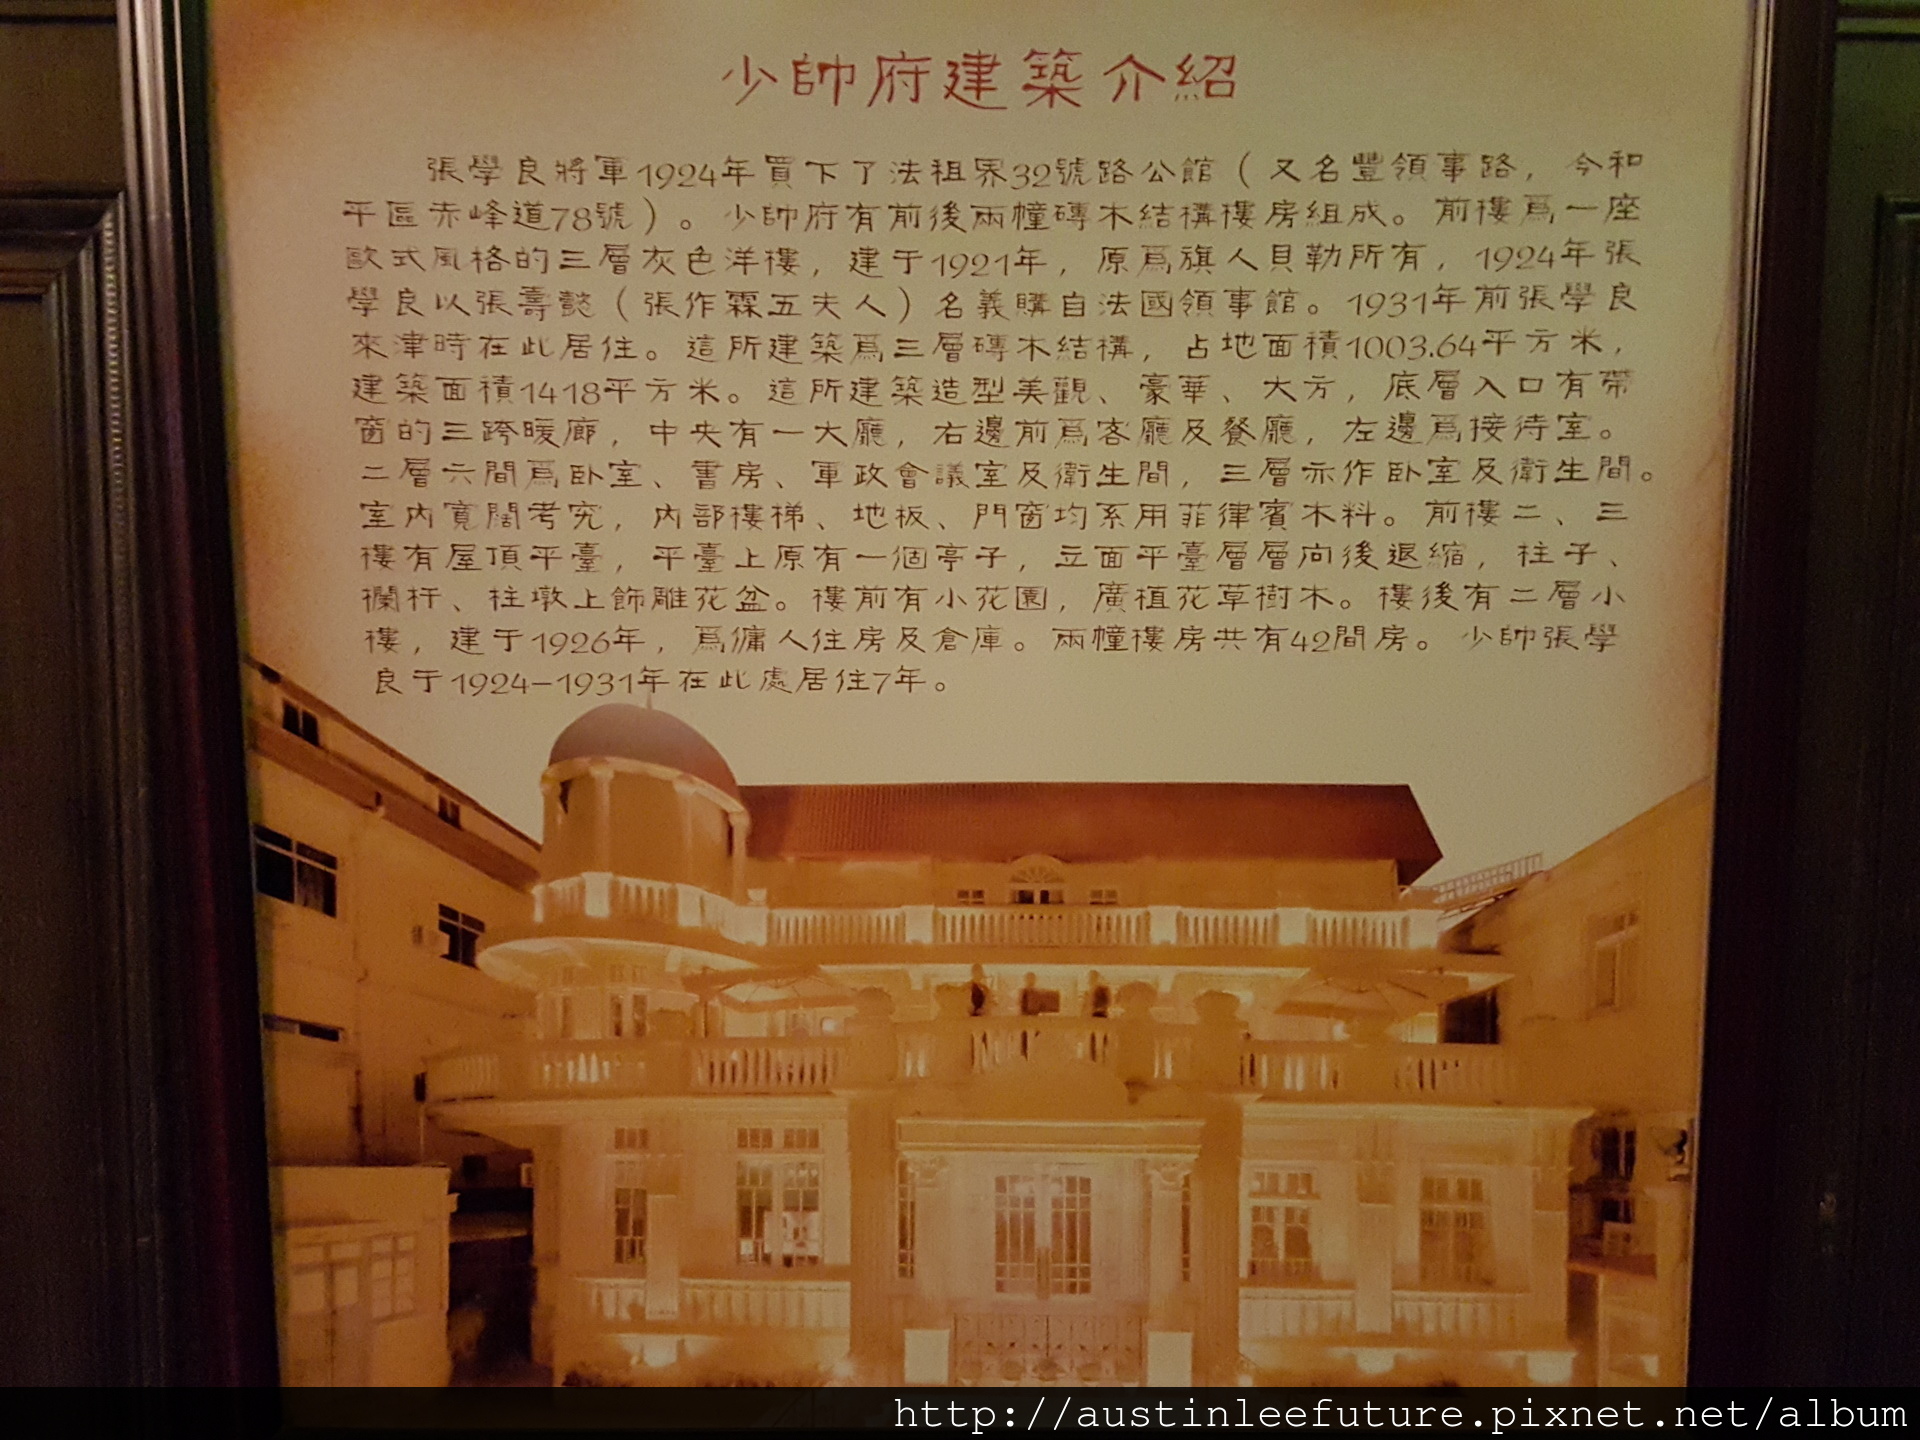 少帥府建築介紹
張學良將軍1924年買下了法租界32號路公館（又名豐領事路，今和
平區赤峰道78號）。少帥府有前後兩幢磚木結構樓房組成。前樓爲一座
歐式風格的三層灰色洋樓，建于1921年，原爲旗人貝勒所有，1924年張
學良以張壽懿（張作霖五夫人）名義購自法國領事館。1931年前張學良
來津時在此居住。這所建築爲三層磚木結構，占地面積1003.64平方米，
建築面積1418平方米。這所建築造型美觀、豪華、大方，底層入口有帶
窗的三跨暖廊，中央有一大廳，右邊前爲客廳及餐廳，左邊爲接待室。
二層六間爲卧室、書房、軍政會議室及衛生間，三層亦作卧室及衛生間。
室内寬闊考究，内部樓梯、地板、門窗均系用菲律賓木料。前樓二、三
樓有屋頂平臺，平臺上原有一個亭子，立面平臺層層向後退縮，柱子、
欄杆、柱墩上飾雕花盆。樓前有小花園，廣植花草樹木。樓後有二層小
樓，建于1926年，爲傭人住房及倉庫。兩幢樓房共有42間房。少帥張學
良于1924–1931年在此處居住7年。
http://austinleefuture.pixnet.net/album